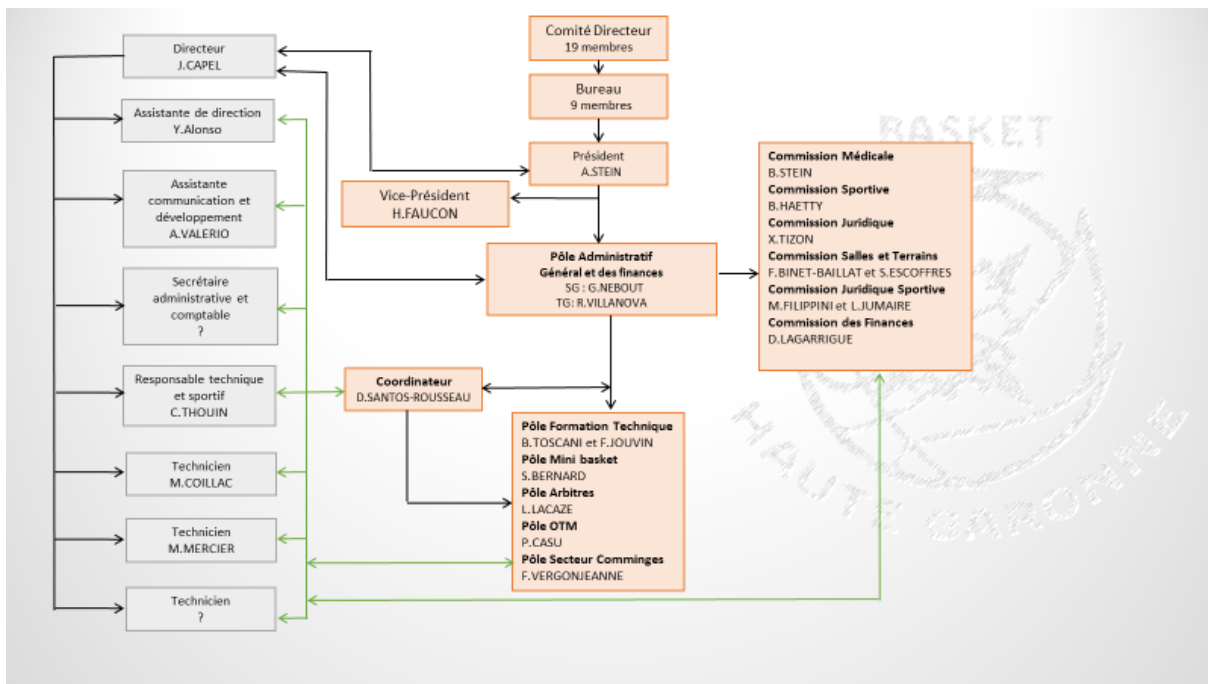 Comité Directeur
19 membres
Directeur
J.CAPEL
Bureau
9 membres
Assistante de direction
Y.Alonso
BASKET
Président
A.STEIN
Commission Médicale
B.STEIN
Commission Sportive
B.HAETTY
Commission Juridique
X.TIZON
Commission Salles et Terrains
F.BINET-BAILLAT et S.ESCOFFRES
Commission Juridique Sportive
M.FILIPPINI et L.JUMAIRE
Commission des Finances
D.LAGARRIGUE
Assistante
communication et
développement
A.VALERIO
Vice-Président
H.FAUCON
Pôle Administratif
Général et des finances
SG : G.NEBOUT
TG: R.VILLANOVA
Secrétaire
administrative et
comptable
?
Responsable technique
et sportif
C.THOUIN
Coordinateur
D.SANTOS-ROUSSEAU
Pôle Formation Technique
B.TOSCANI et F.JOUVIN
Pôle Mini basket
S.BERNARD
Pôle Arbitres
L.LACAZE
Pôle OTM
P.CASU
Pôle Secteur Comminges
F.VERGONJEANNE
HAUTE GARONNE
Technicien
M.COILLAC
Technicien
M.MERCIER
Technicien
?